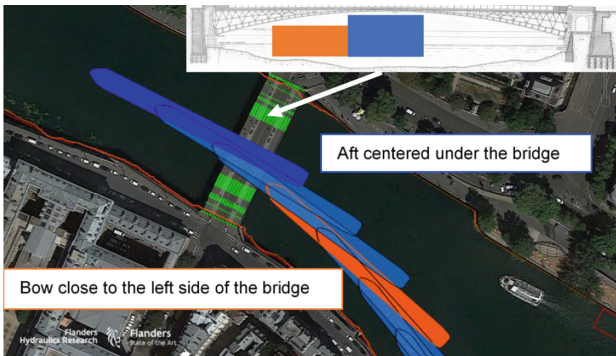 Aft centered under the bridge
Bow close to the left side of the bridge
Flanders
Hydraulics Research
Flanders
State of the Art